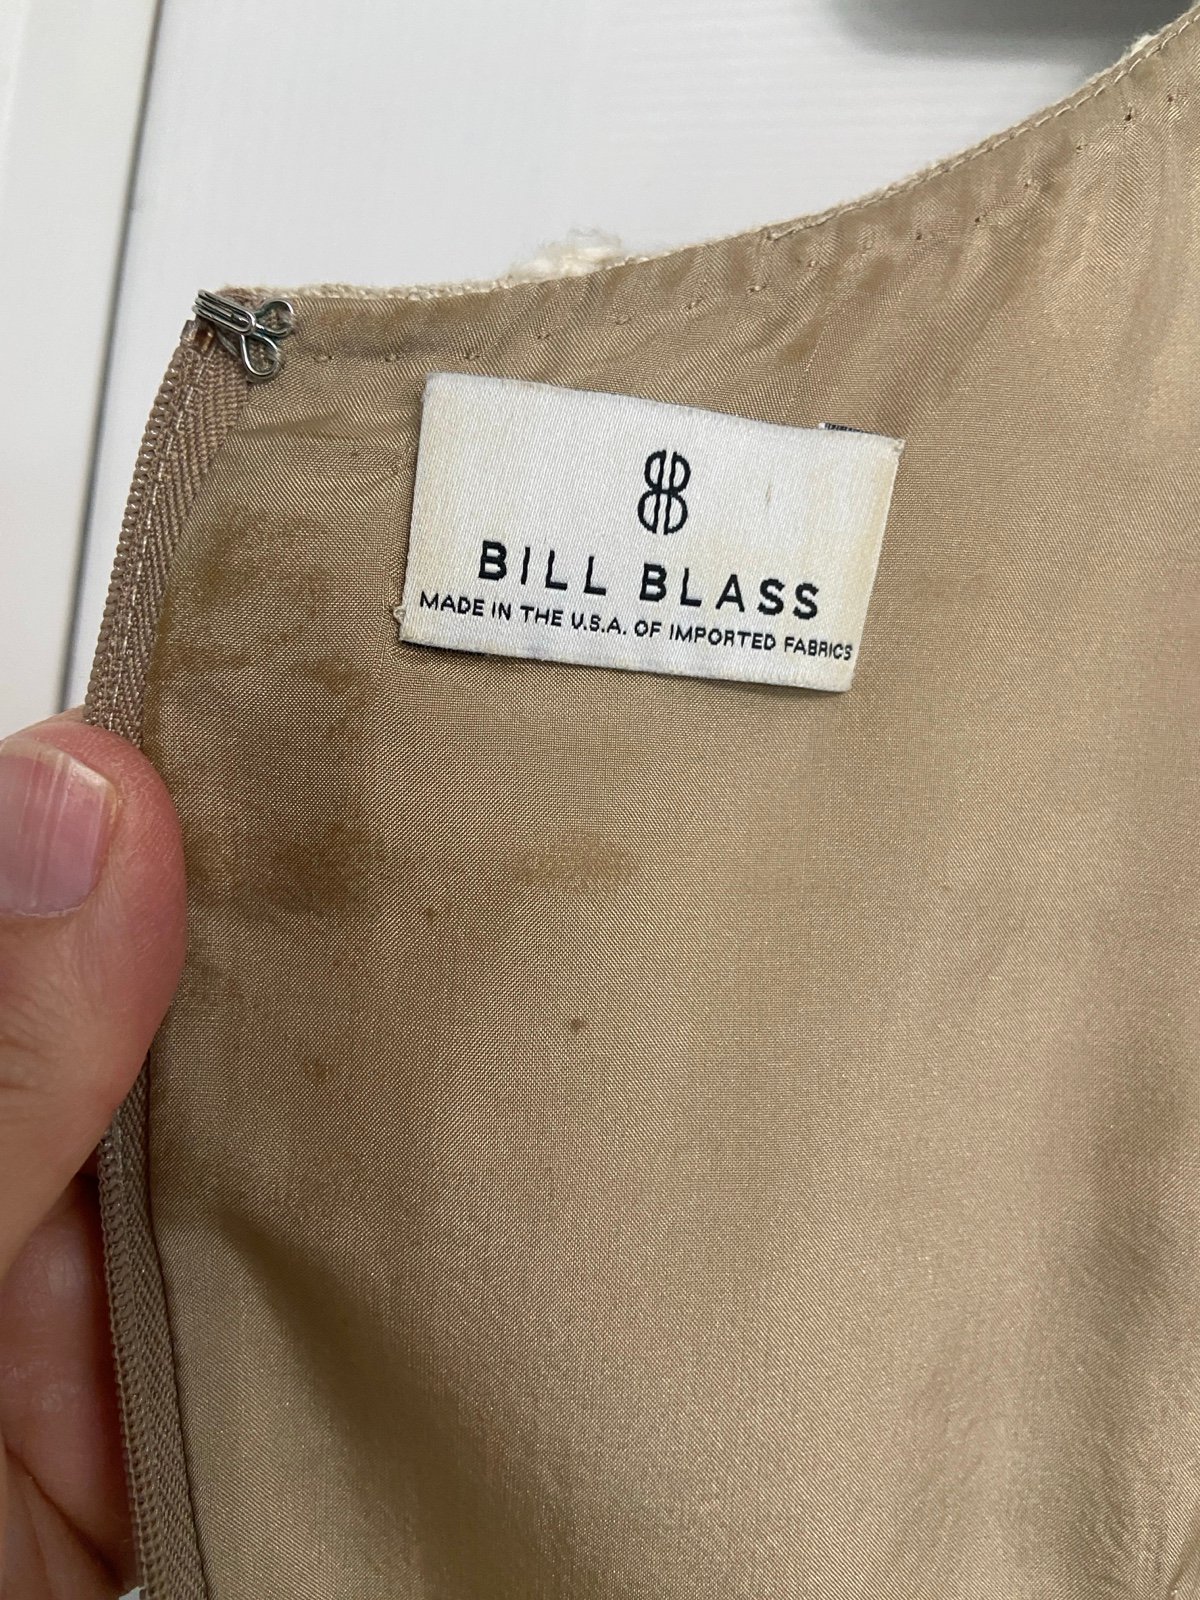 BB
BILL BLASS
MADE IN THE U.S.A. OF IMPORTED FABRICS